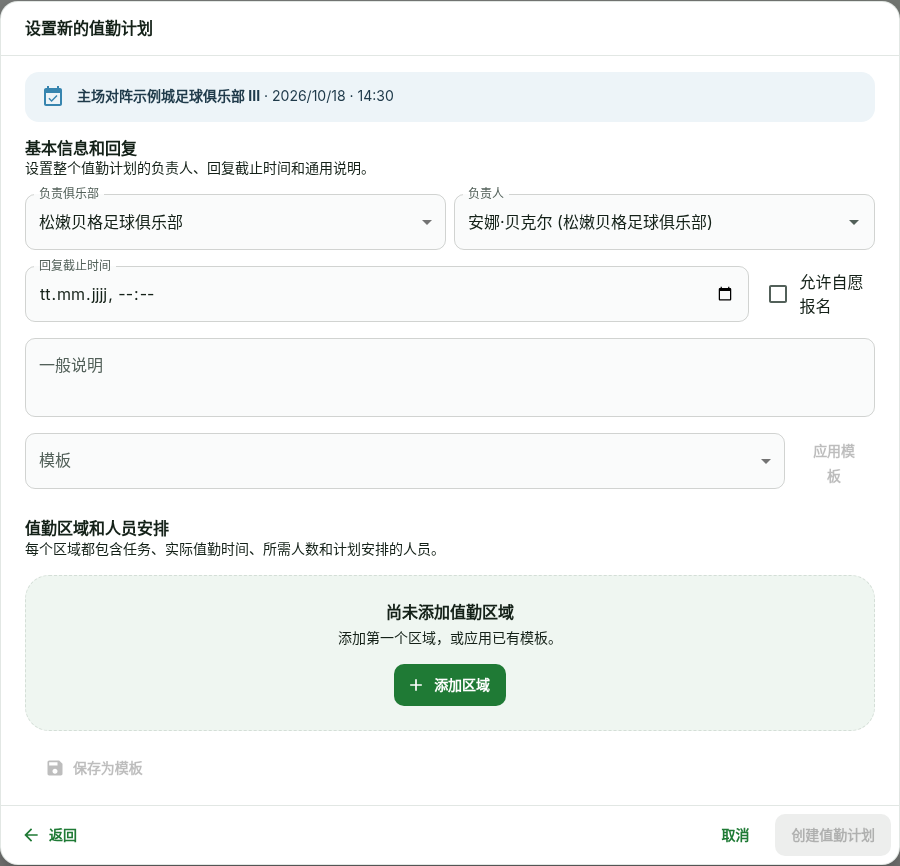 设置新的值勤计划
主场对阵示例城足球俱乐部 III · 2026/10/18 · 14:30
基本信息和回复
设置整个值勤计划的负责人、回复截止时间和通用说明。
负责俱乐部
松嫩贝格足球俱乐部
负责人
安娜·贝克尔 (松嫩贝格足球俱乐部)
回复截止时间
tt.mm.jjjj, --:--
允许自愿
报名
一般说明
模板
应用模
板
值勤区域和人员安排
每个区域都包含任务、实际值勤时间、所需人数和计划安排的人员。
尚未添加值勤区域
添加第一个区域，或应用已有模板。
添加区域
保存为模板
返回
取消
创建值勤计划